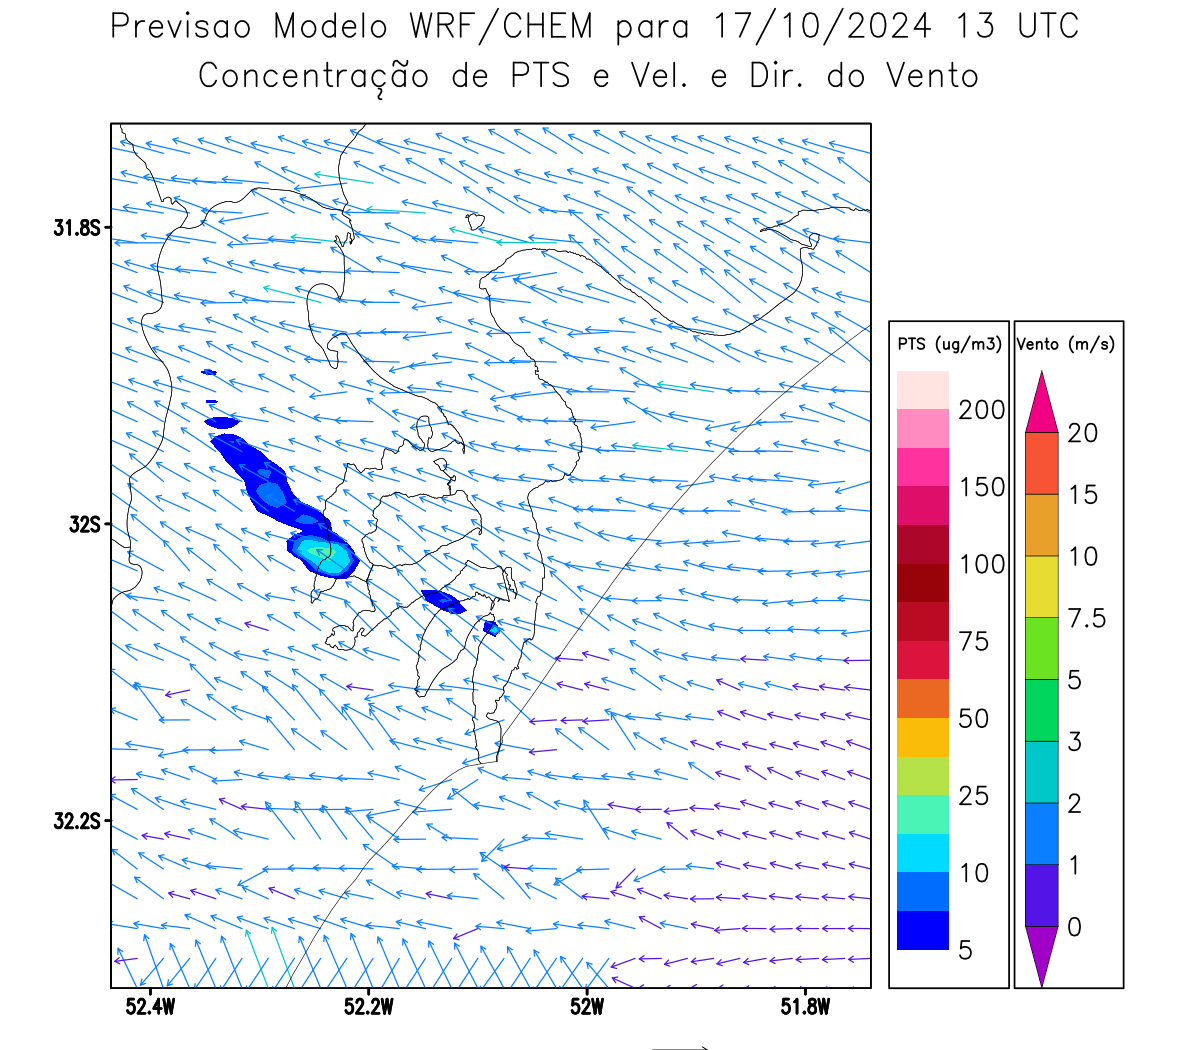 Previsao Modelo WRF/CHEM para 17/10/2024 13 UTC
Concentração de PTS e Vel. e Dir. do Vento
31.8S
32S
32.2S
52.4W 52.2W 52W 51.8W
PTS (ug/m3)
200
150
100
75
50
25
10
5
Vento (m/s)
20
15
10
7.5
5
3
2
1
0